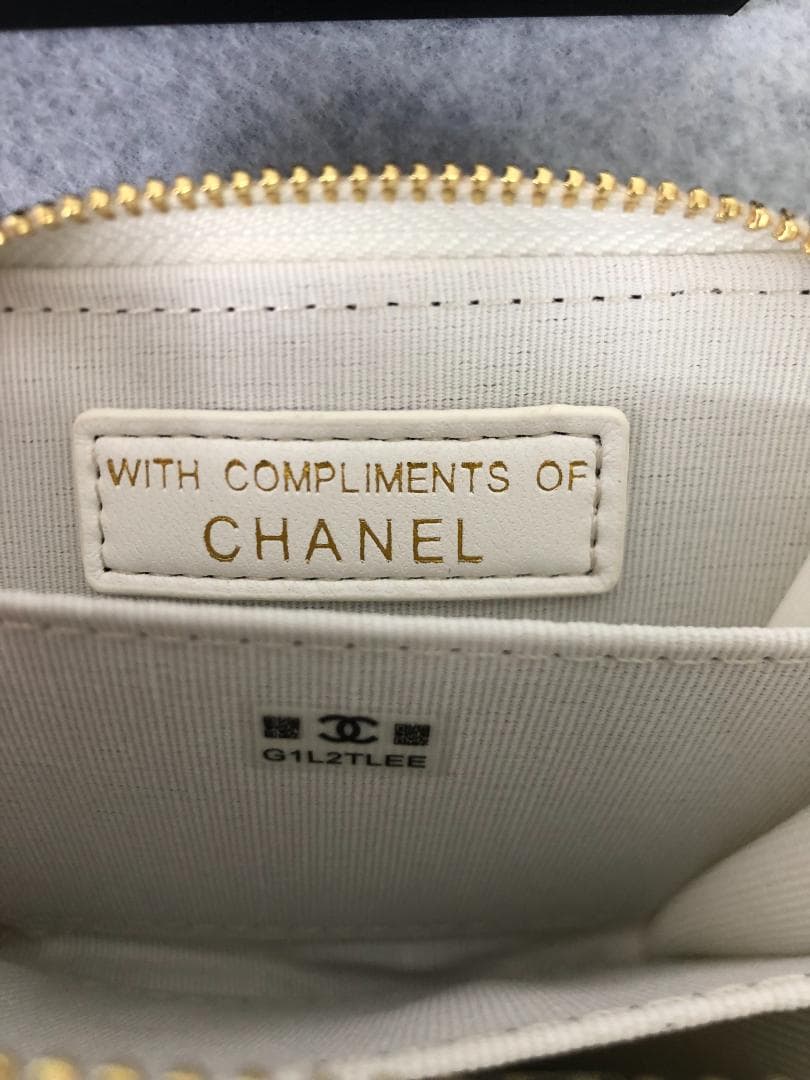 WITH COMPLIMENTS OF
CHANEL
G1L2TLEE